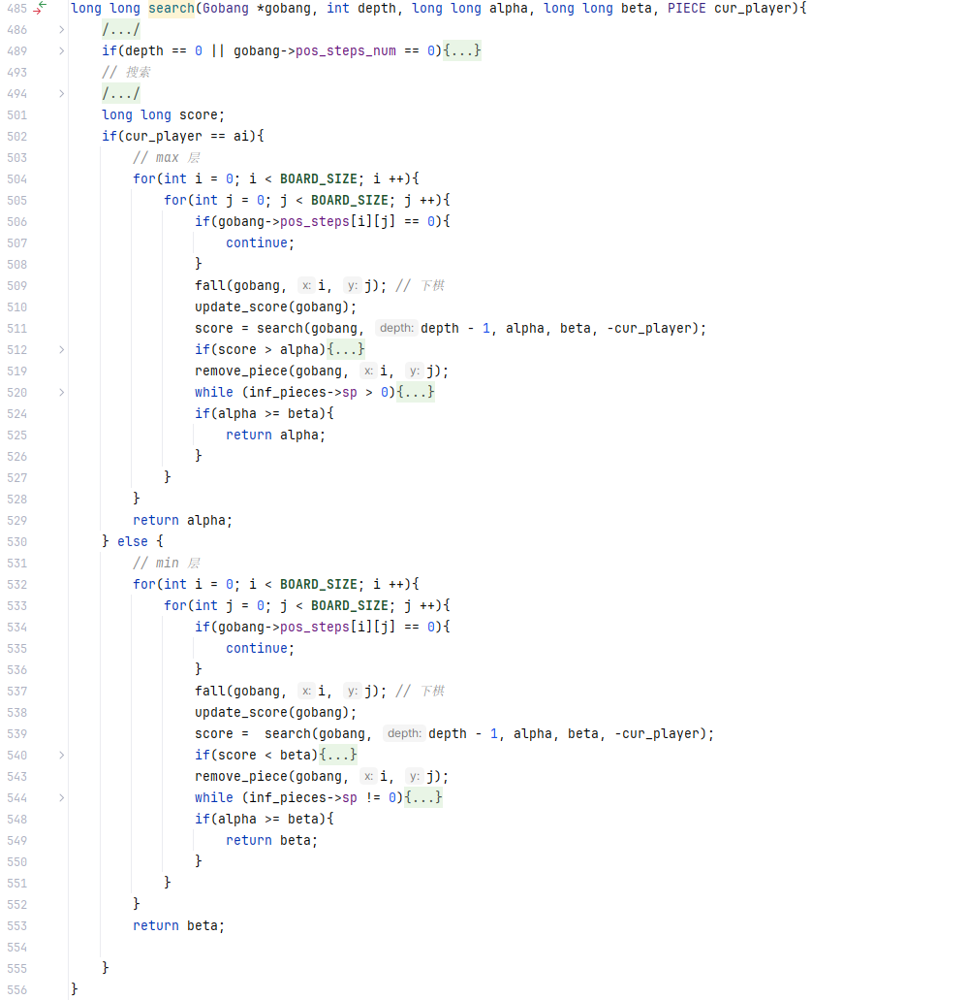 485 long long search(Gobang *gobang, int depth, long long alpha, long long beta, PIECE cur_player){
486 /.../
489 if(depth == 0 || gobang->pos_steps_num == 0){...}
493 // 搜索
494 /.../
501 long long score;
502 if(cur_player == ai){
503 // max 层
504 for(int i = 0; i < BOARD_SIZE; i ++){
505 for(int j = 0; j < BOARD_SIZE; j ++){
506 if(gobang->pos_steps[i][j] == 0){
507 continue;
508 }
509 fall(gobang, x: i, y: j); // 下棋
510 update_score(gobang);
511 score = search(gobang, depth: depth - 1, alpha, beta, -cur_player);
512 if(score > alpha){...}
519 remove_piece(gobang, x: i, y: j);
520 while (inf_pieces->sp > 0){...}
524 if(alpha >= beta){
525 return alpha;
526 }
527 }
528 }
529 return alpha;
530 } else {
531 // min 层
532 for(int i = 0; i < BOARD_SIZE; i ++){
533 for(int j = 0; j < BOARD_SIZE; j ++){
534 if(gobang->pos_steps[i][j] == 0){
535 continue;
536 }
537 fall(gobang, x: i, y: j); // 下棋
538 update_score(gobang);
539 score =  search(gobang, depth: depth - 1, alpha, beta, -cur_player);
540 if(score < beta){...}
543 remove_piece(gobang, x: i, y: j);
544 while (inf_pieces->sp != 0){...}
548 if(alpha >= beta){
549 return beta;
550 }
551 }
552 }
553 return beta;
554
555 }
556 }